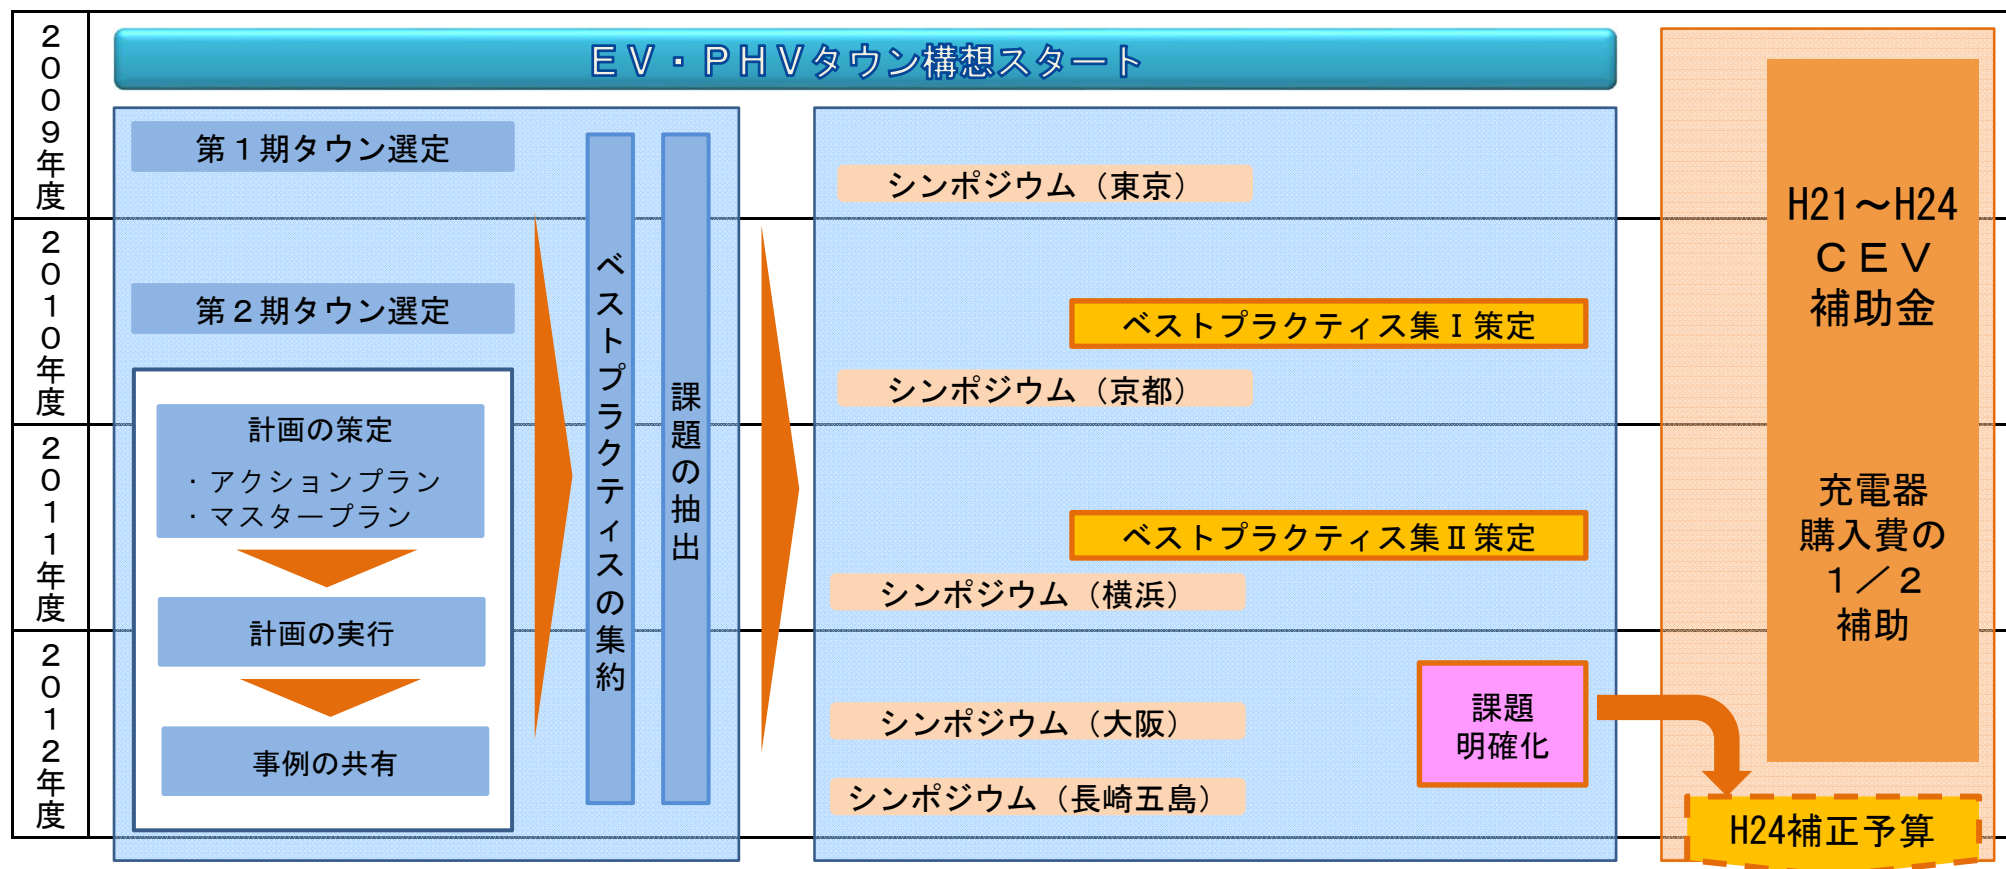 EV・PHVタウン構想スタート
2009年度
2010年度
2011年度
2012年度
第1期タウン選定
第2期タウン選定
計画の策定
・アクションプラン
・マスタープラン
計画の実行
事例の共有
ベストプラクティスの集約
課題の抽出
シンポジウム（東京）
ベストプラクティス集Ⅰ策定
シンポジウム（京都）
ベストプラクティス集Ⅱ策定
シンポジウム（横浜）
シンポジウム（大阪）
シンポジウム（長崎五島）
課題
明確化
H21～H24
CEV
補助金
充電器
購入費の
1／2
補助
H24補正予算